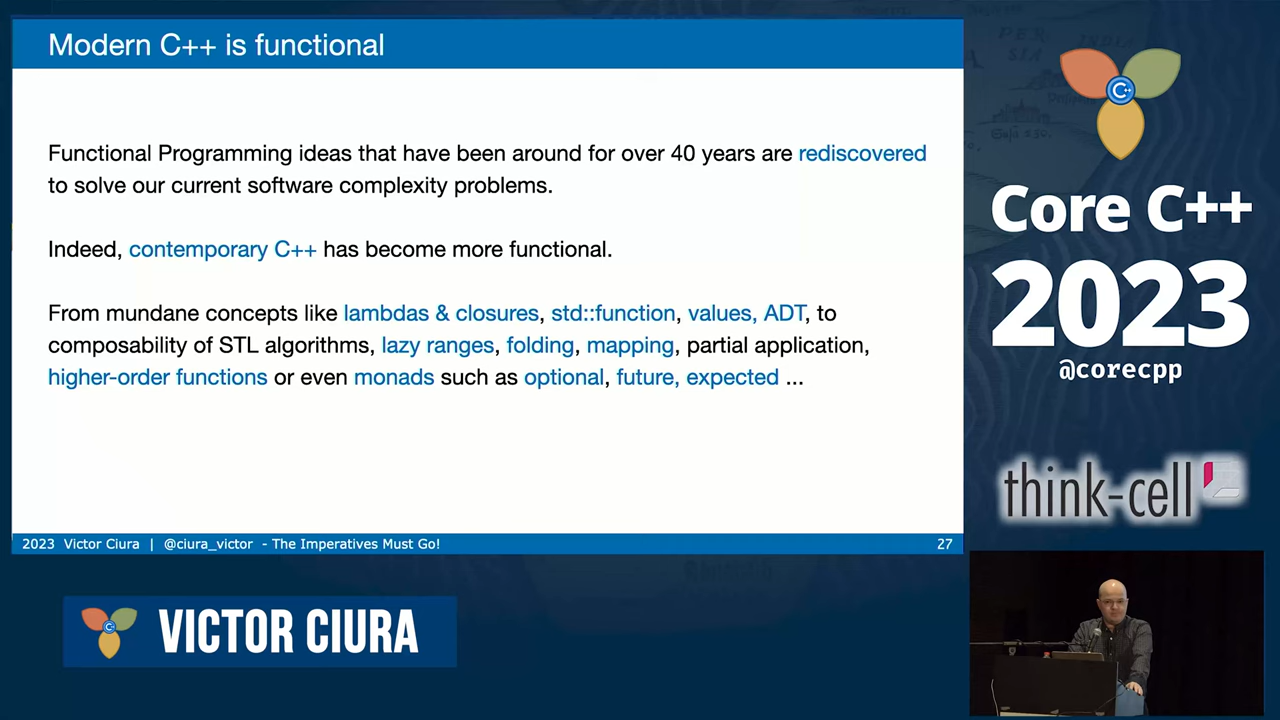 Modern C++ is functional
Functional Programming ideas that have been around for over 40 years are rediscovered
to solve our current software complexity problems.
Indeed, contemporary C++ has become more functional.
From mundane concepts like lambdas & closures, std::function, values, ADT, to
composability of STL algorithms, lazy ranges, folding, mapping, partial application,
higher-order functions or even monads such as optional, future, expected ...
2023 Victor Ciura | @ciura_victor - The Imperatives Must Go!
27
C++
Core C++
2023
@corecpp
think-cell
C++
VICTOR CIURA